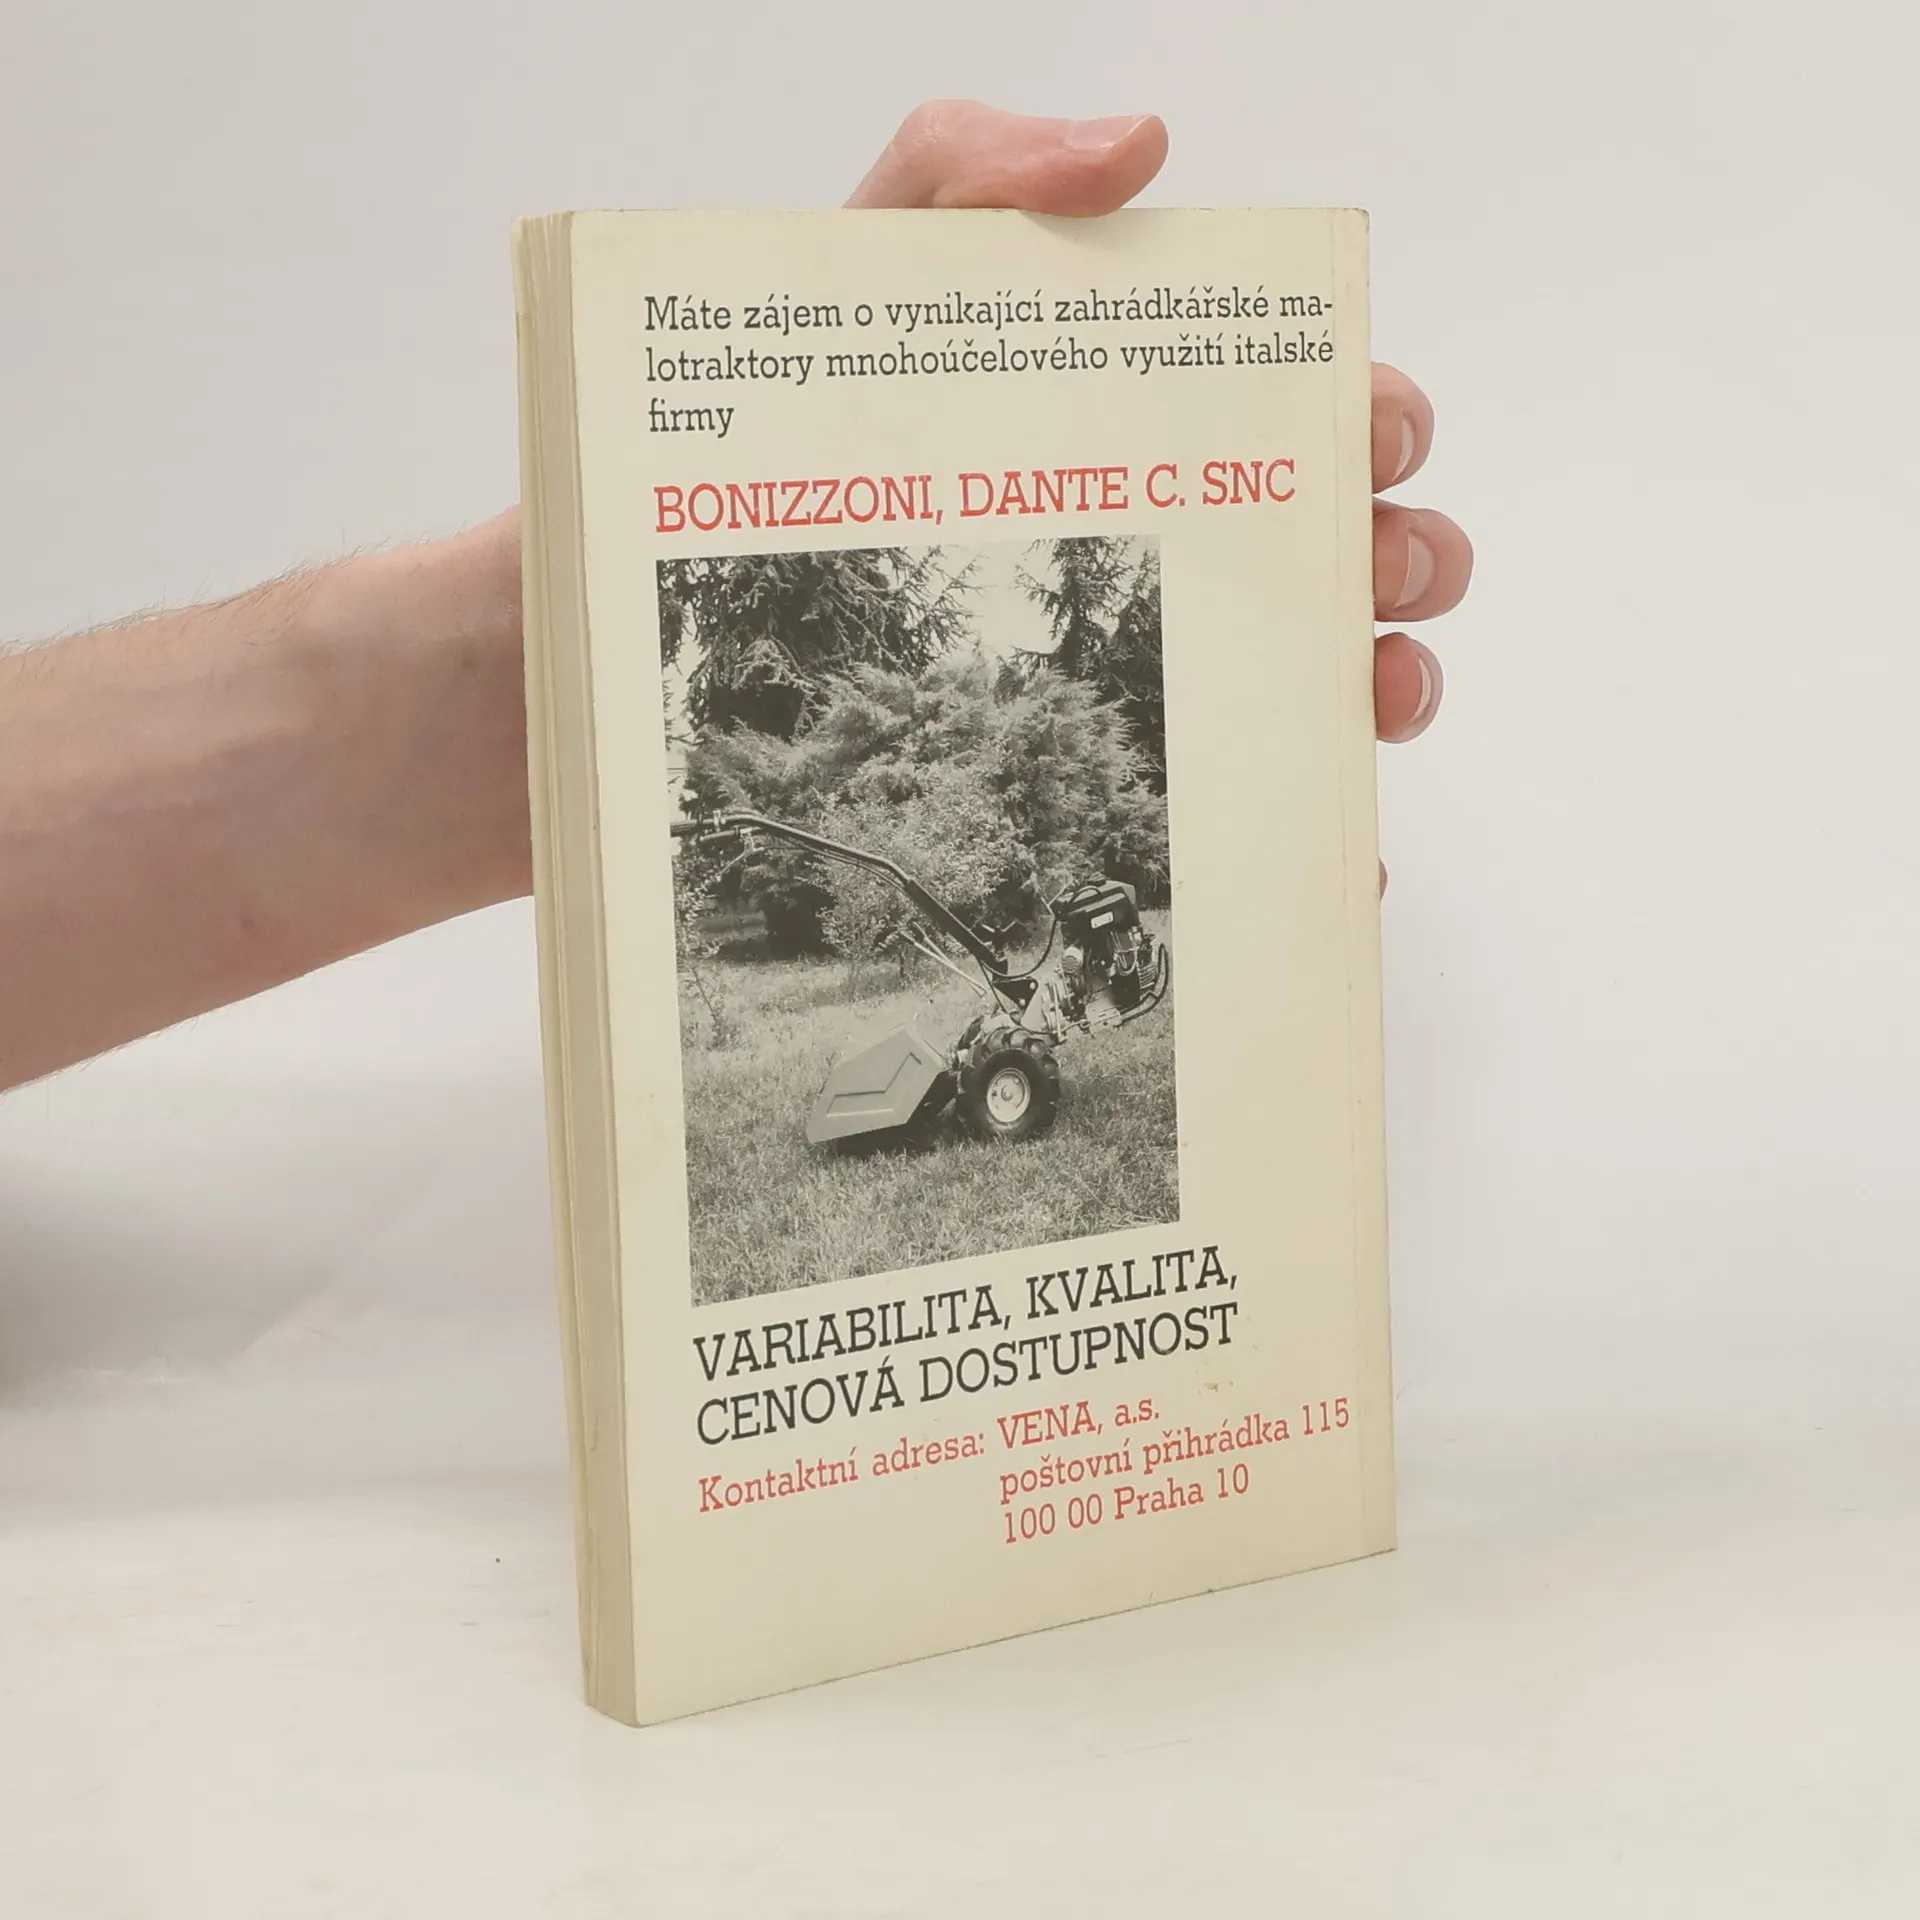 Máte zájem o vynikající zahrádkářské ma-
lotraktory mnohoúčelového využití italské
firmy
BONIZZONI, DANTE C. SNC
VARIABILITA, KVALITA,
CENOVÁ DOSTUPNOST
Kontaktní adresa: VENA, a.s.
poštovní přihrádka 115
100 00 Praha 10